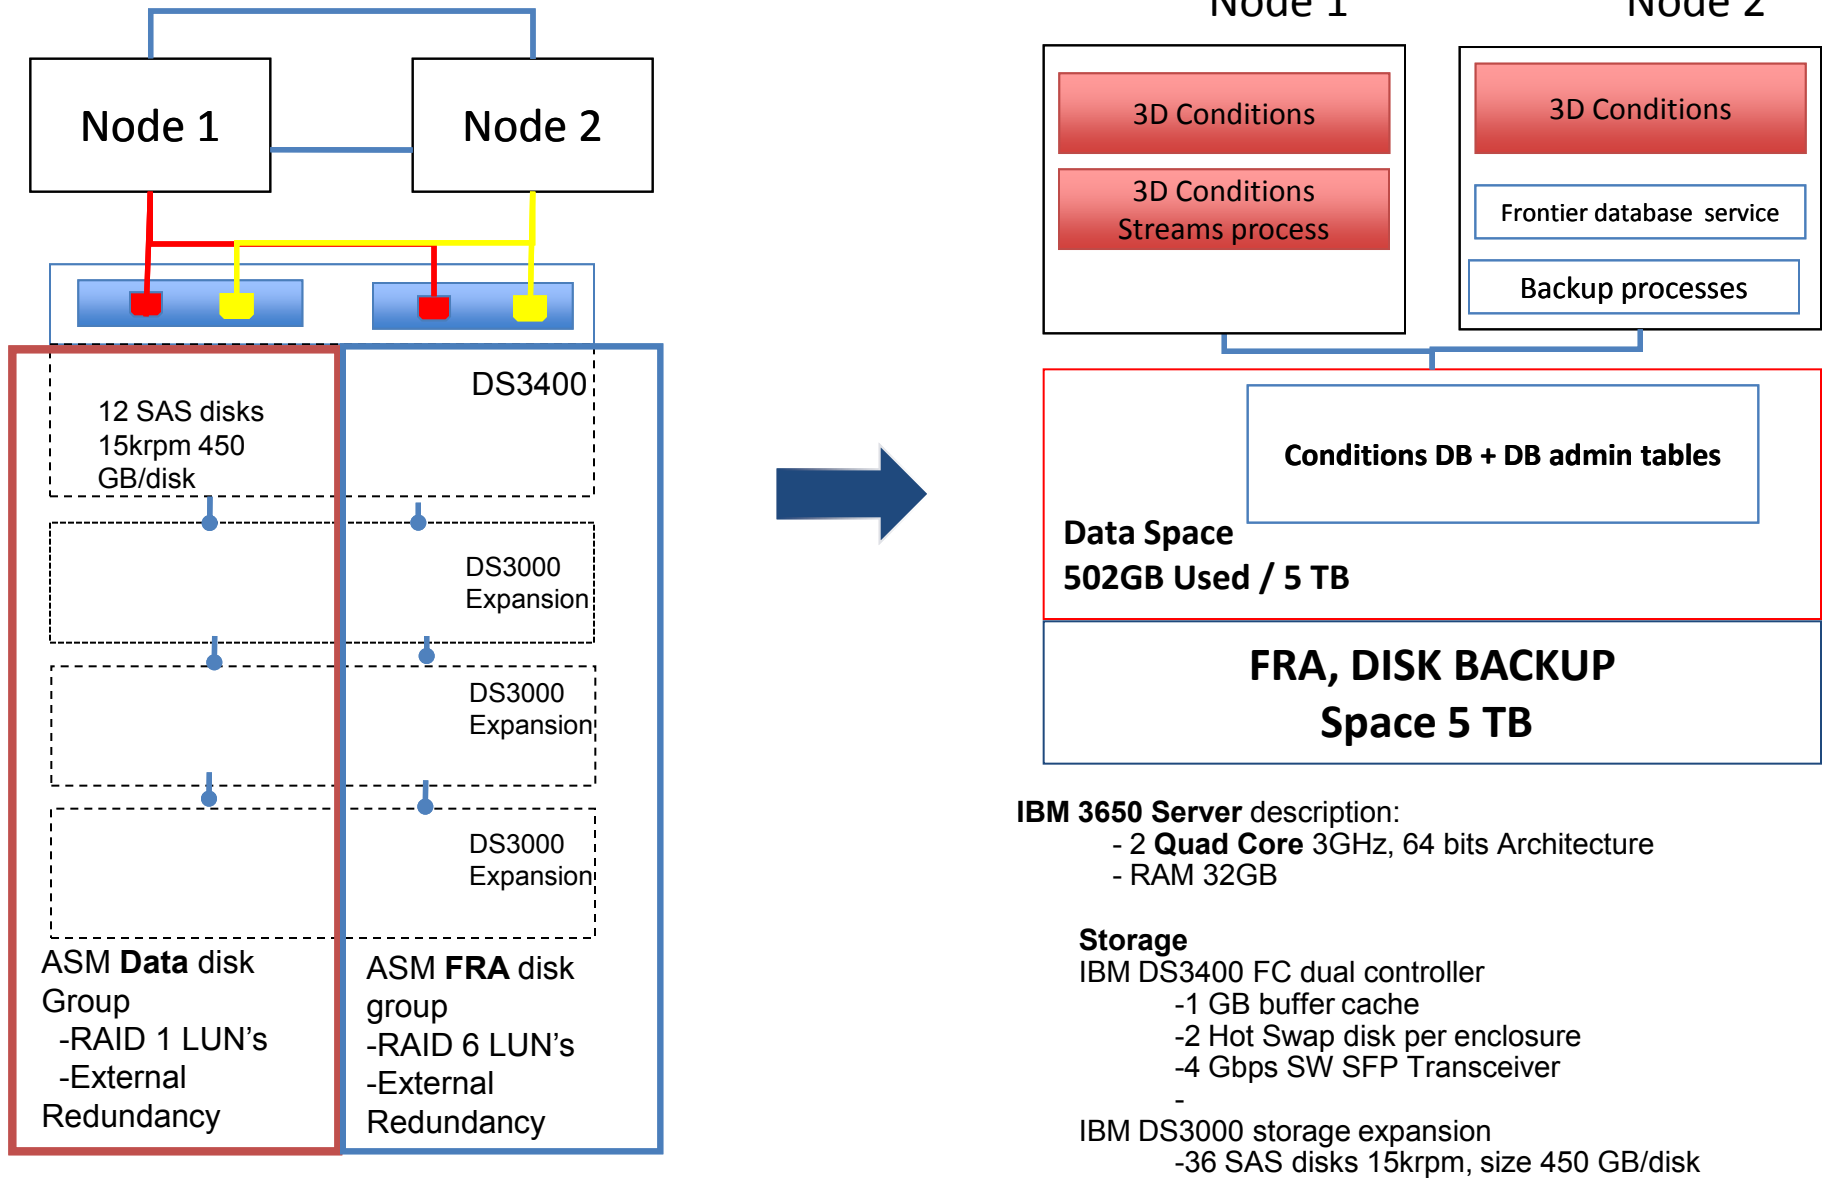 Node 1
Node 2
12 SAS disks
15krpm 450
GB/disk
DS3400
DS3000
Expansion
DS3000
Expansion
DS3000
Expansion
ASM Data disk
Group
-RAID 1 LUN’s
-External
Redundancy
ASM FRA disk
group
-RAID 6 LUN’s
-External
Redundancy
Node 1
Node 2
3D Conditions
3D Conditions
Streams process
3D Conditions
Frontier database service
Backup processes
Conditions DB + DB admin tables
Data Space
502GB Used / 5 TB
FRA, DISK BACKUP
Space 5 TB
IBM 3650 Server description:
- 2 Quad Core 3GHz, 64 bits Architecture
- RAM 32GB
Storage
IBM DS3400 FC dual controller
-1 GB buffer cache
-2 Hot Swap disk per enclosure
-4 Gbps SW SFP Transceiver
-
IBM DS3000 storage expansion
-36 SAS disks 15krpm, size 450 GB/disk